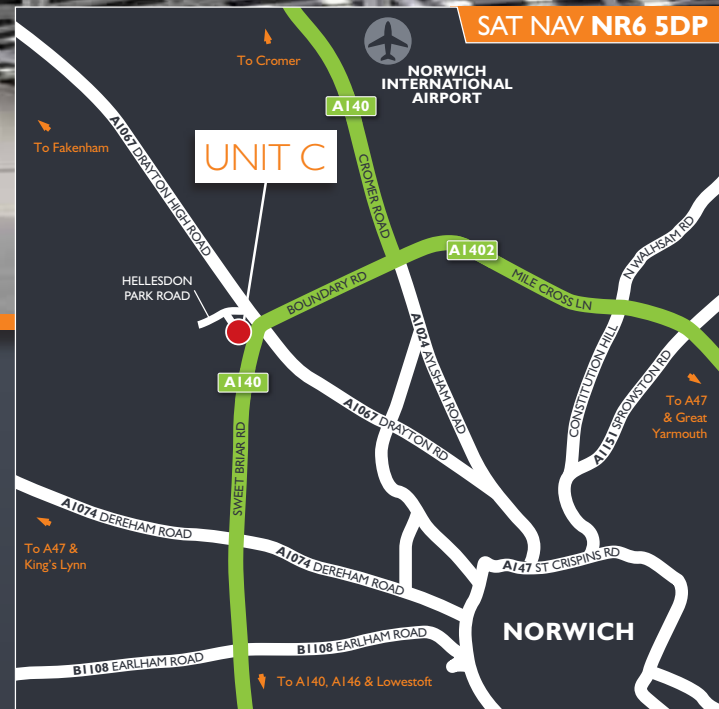 SAT NAV NR6 5DP
To Cromer
NORWICH
INTERNATIONAL
AIRPORT
A140
To Fakenham
A1067 DRAYTON HIGH ROAD
UNIT C
CROMER ROAD
A1402
N WALHSAM RD
HELLESDON
PARK ROAD
BOUNDARY RD
MILE CROSS LN
A140
A1024 AYLSHAM ROAD
CONSTITUTION HILL
A1151 SPROWSTON RD
To A47
& Great
Yarmouth
A1067 DRAYTON RD
SWEET BRIAR RD
A1074 DEREHAM ROAD
To A47 &
King's Lynn
A1074 DEREHAM ROAD
A147 ST CRISPINS RD
NORWICH
B1108 EARLHAM ROAD
B1108 EARLHAM ROAD
To A140, A146 & Lowestoft